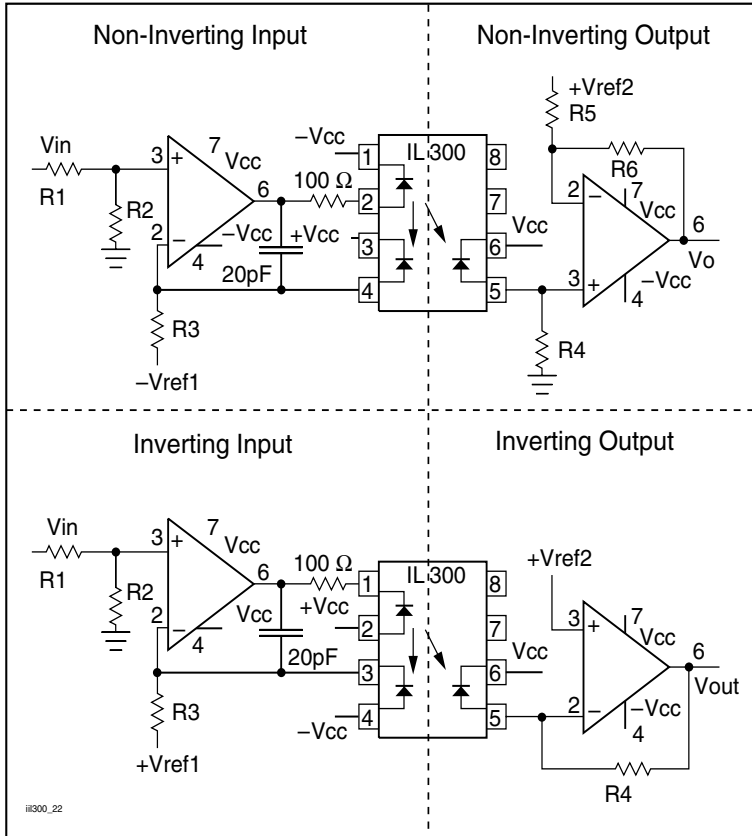 Non-Inverting Input
Non-Inverting Output
+Vref2
R5
Vin
R1
R2
3
+
7
Vcc
6
2
−
−Vcc
4
20pF
R3
−Vref1
100 Ω
+Vcc
−Vcc
IL 300
1
2
3
4
8
7
6
5
Vcc
R6
2
−
7
Vcc
6
Vo
3
+
−Vcc
4
R4
Inverting Input
Inverting Output
Vin
R1
R2
3
+
7
Vcc
6
2
−
4
Vcc
20pF
R3
+Vref1
100 Ω
+Vcc
−Vcc
IL 300
1
2
3
4
8
7
6
5
Vcc
+Vref2
3
+
7
Vcc
6
Vout
2
−
−Vcc
4
R4
iil300_22